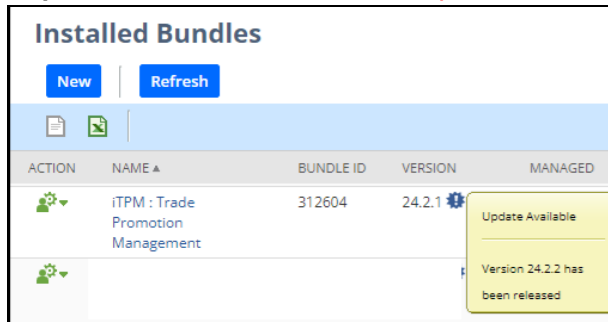 Installed Bundles
New Refresh
ACTION NAME BUNDLE ID VERSION MANAGED
iTPM : Trade 312604 24.2.1 Update Available
Promotion
Management
Version 24.2.2 has
been released